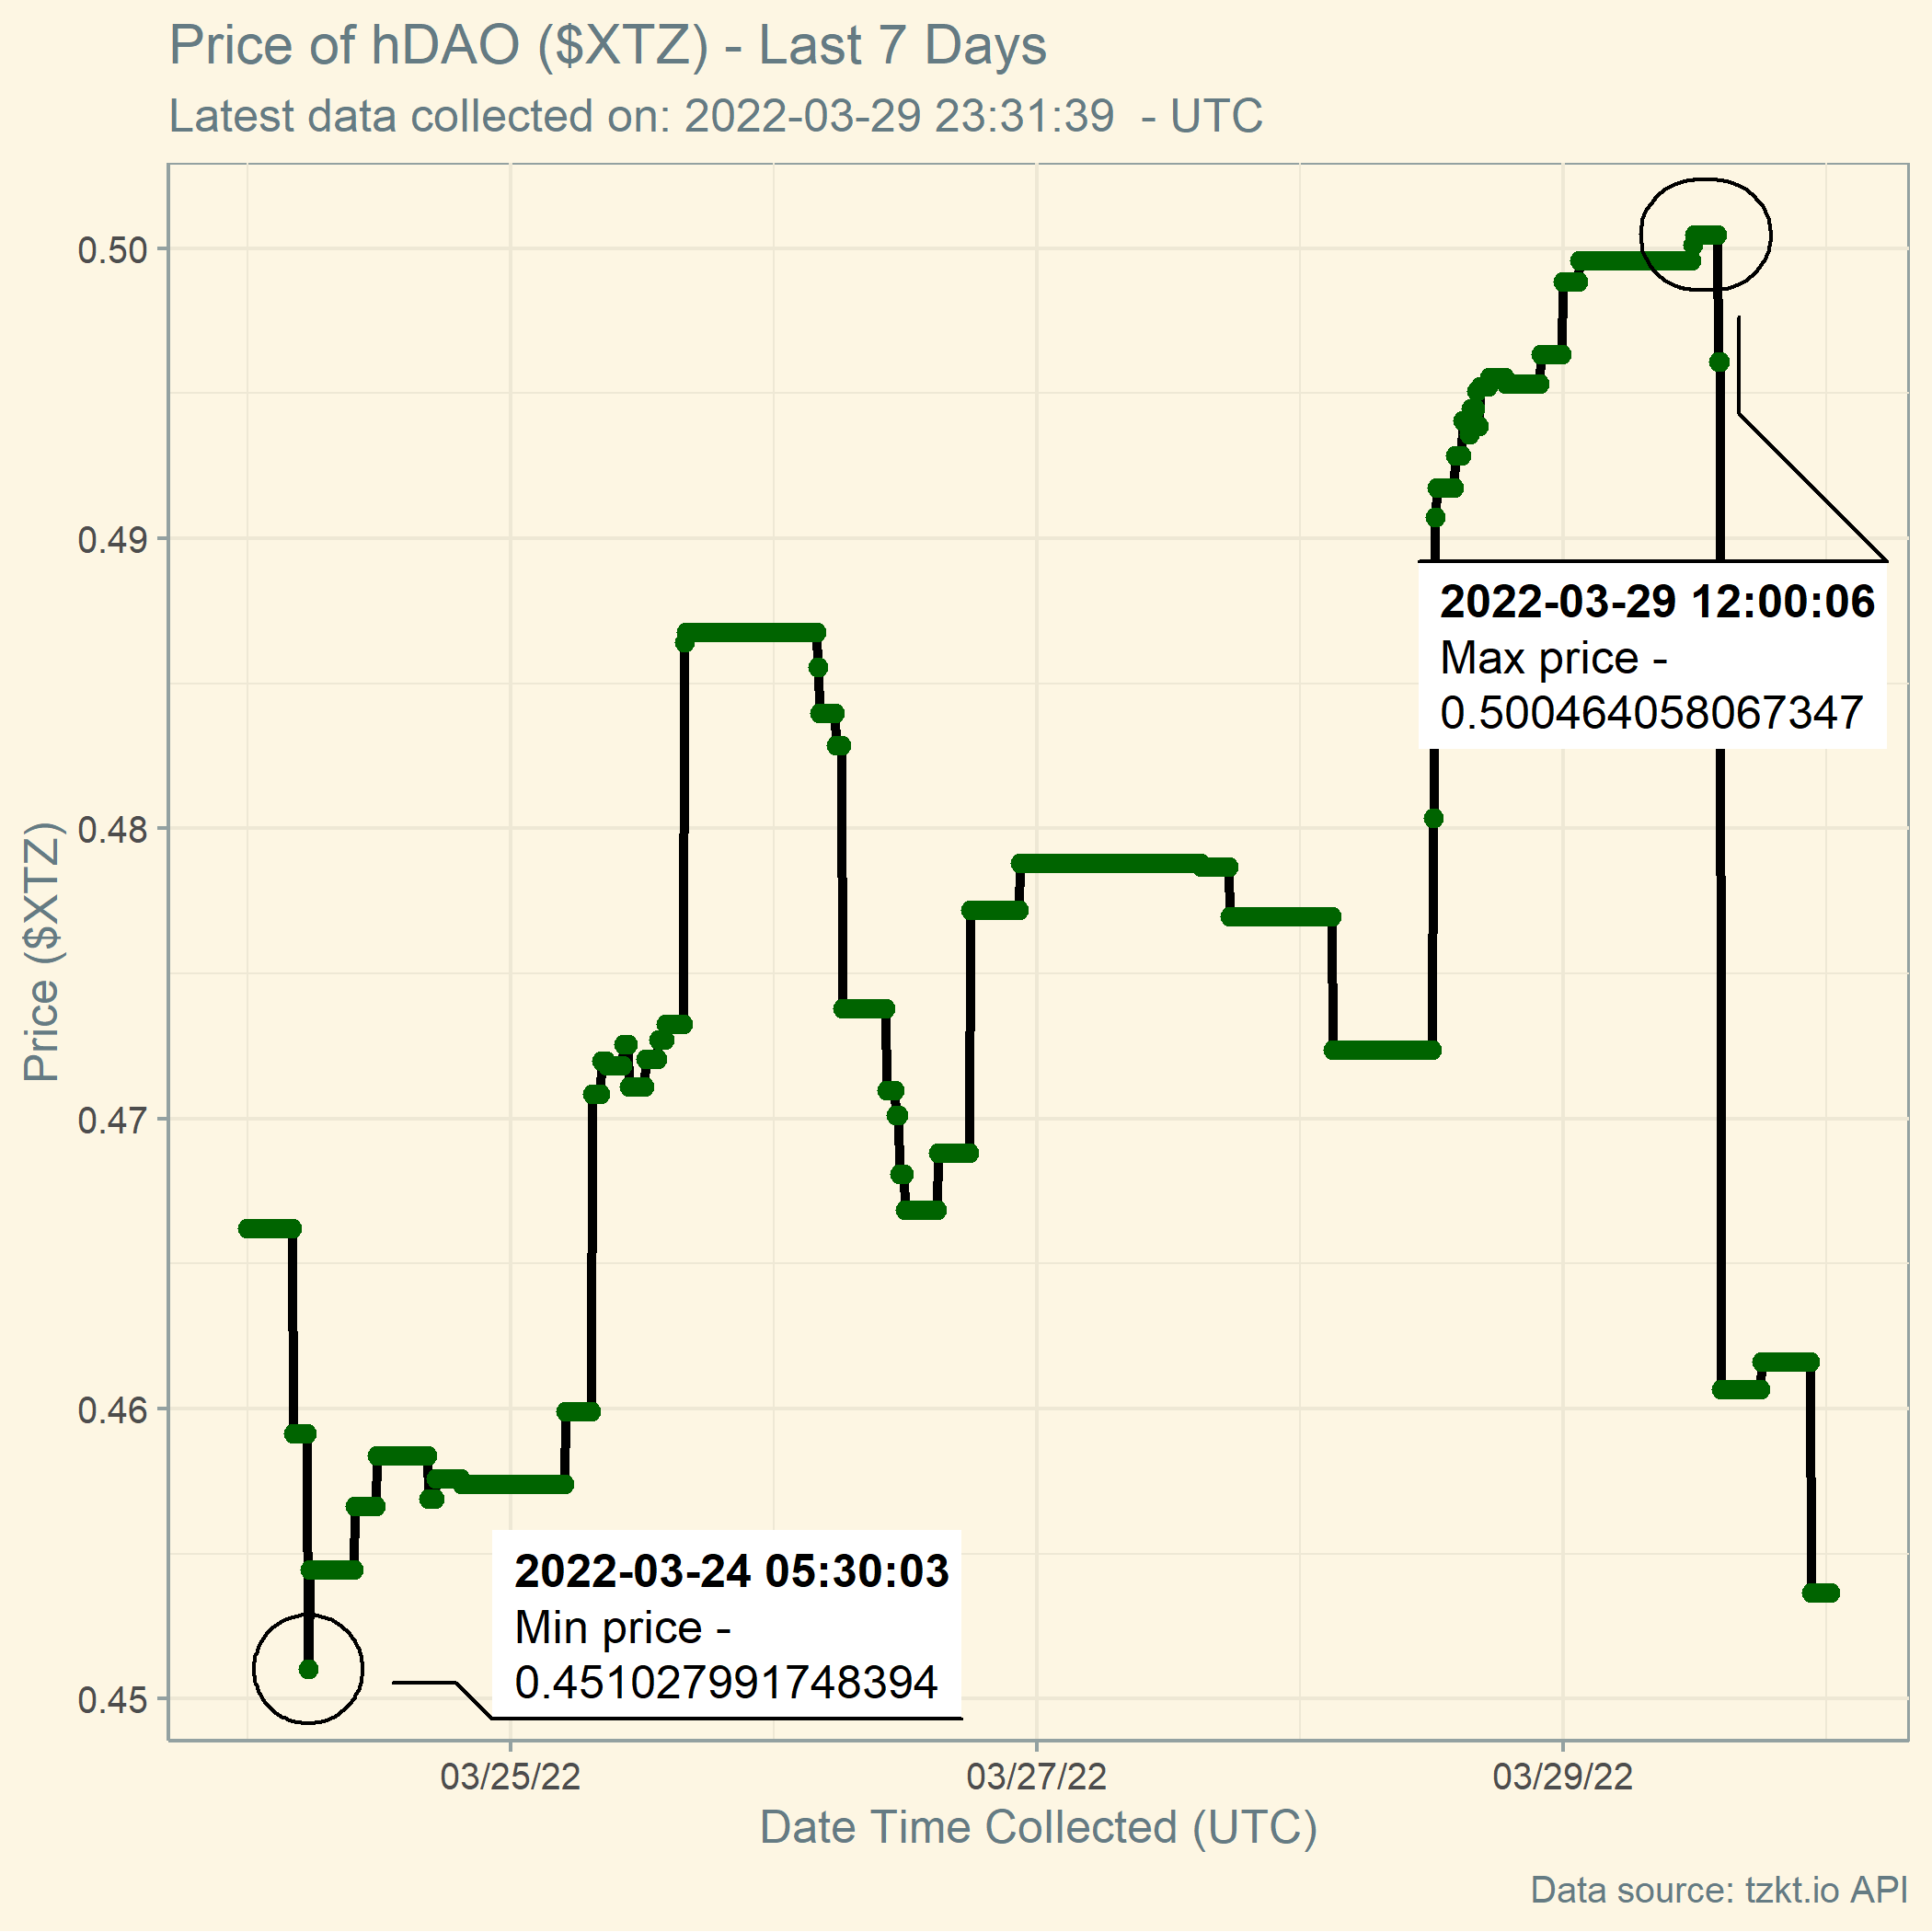 Price of hDAO ($XTZ) - Last 7 Days
Latest data collected on: 2022-03-29 23:31:39  - UTC
0.50
0.49
0.48
0.47
0.46
0.45
Price ($XTZ)
2022-03-29 12:00:06
Max price -
0.500464058067347
2022-03-24 05:30:03
Min price -
0.451027991748394
03/25/22
03/27/22
03/29/22
Date Time Collected (UTC)
Data source: tzkt.io API